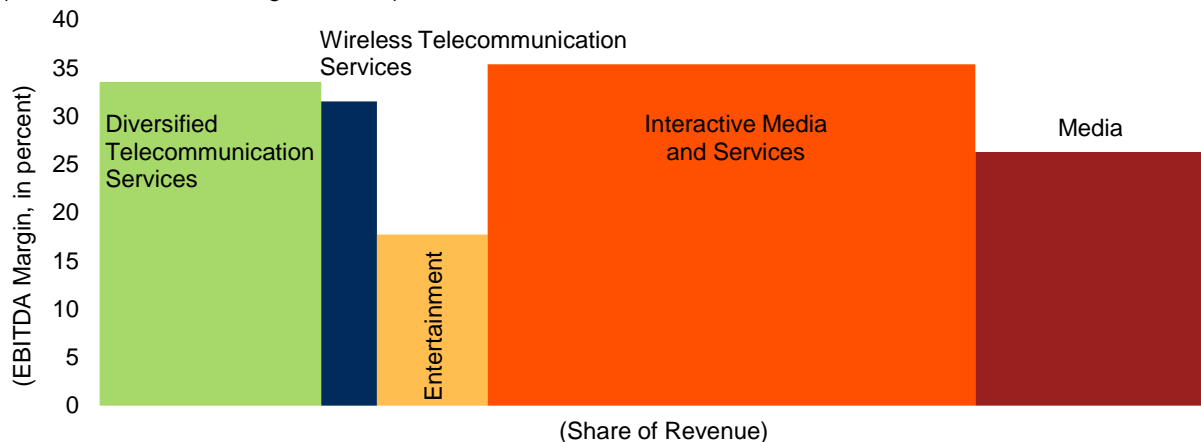 40
35
30
25
20
15
10
5
0
(EBITDA Margin, in percent)
Diversified
Telecommunication
Services
Wireless Telecommunication
Services
Entertainment
Interactive Media
and Services
Media
(Share of Revenue)